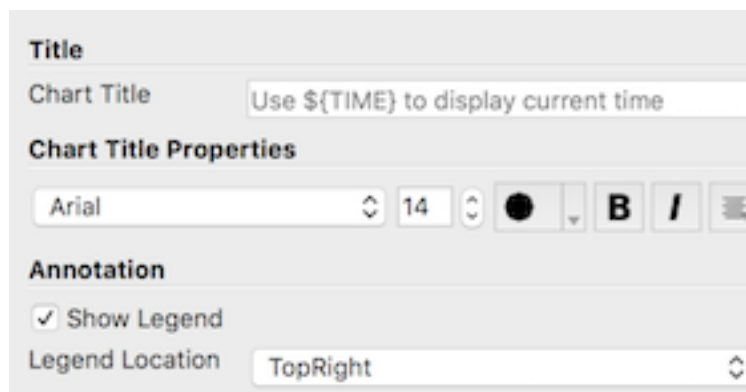 Title
Chart Title Use ${TIME} to display current time
Chart Title Properties
Arial 14 B I
Annotation
Show Legend
Legend Location TopRight